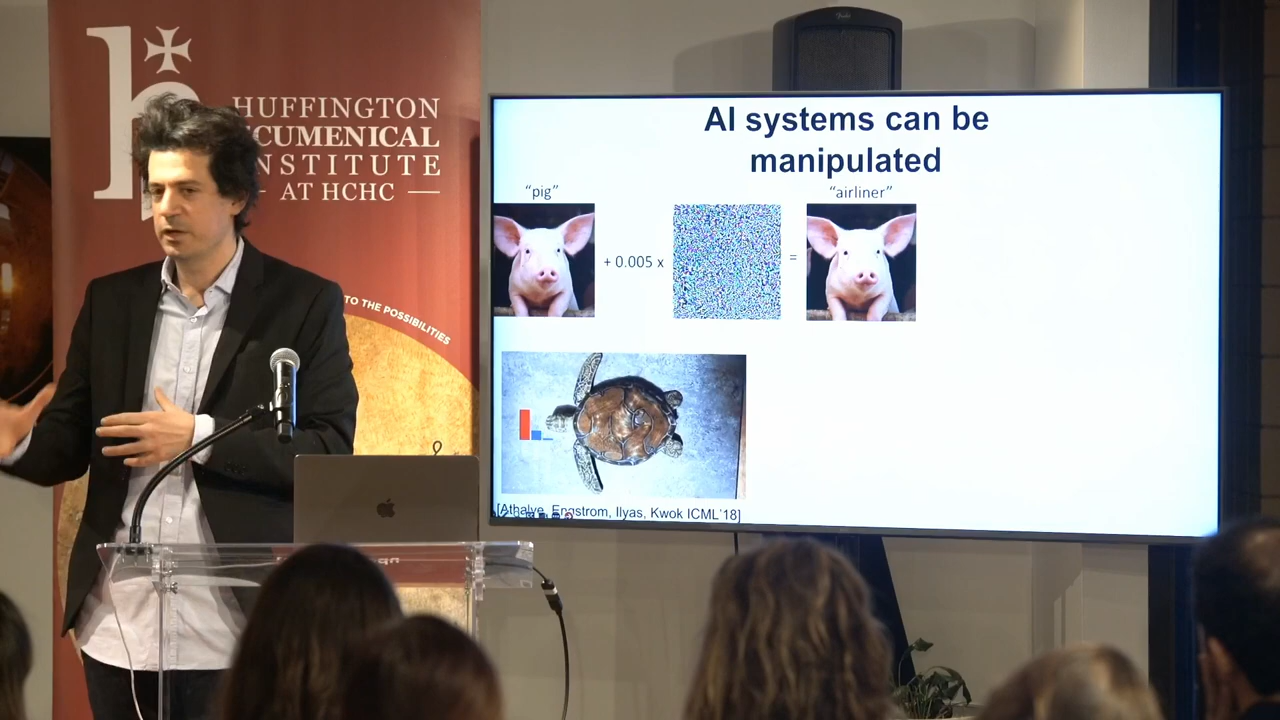 HUFFINGTON
ECUMENICAL
INSTITUTE
AT HCHC
TO THE POSSIBILITIES
AI systems can be
manipulated
“pig”
“airliner”
+ 0.005 x
=
[Athalye, Engstrom, Ilyas, Kwok ICML'18]